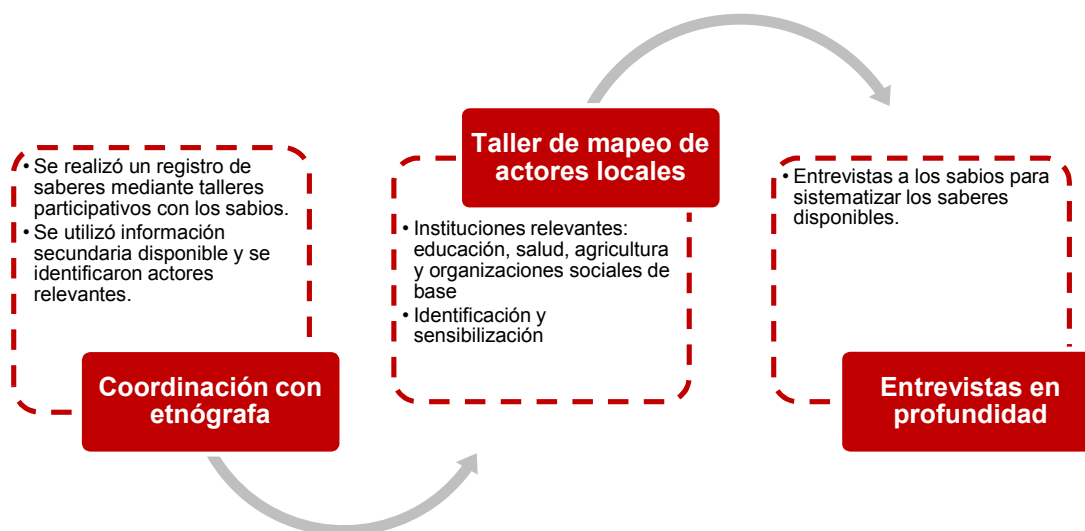 • Se realizó un registro de
saberes mediante talleres
participativos con los sabios.
• Se utilizó información
secundaria disponible y se
identificaron actores
relevantes.
Coordinación con
etnógrafa
Taller de mapeo de
actores locales
• Instituciones relevantes:
educación, salud, agricultura
y organizaciones sociales de
base
• Identificación y
sensibilización
• Entrevistas a los sabios para
sistematizar los saberes
disponibles.
Entrevistas en
profundidad